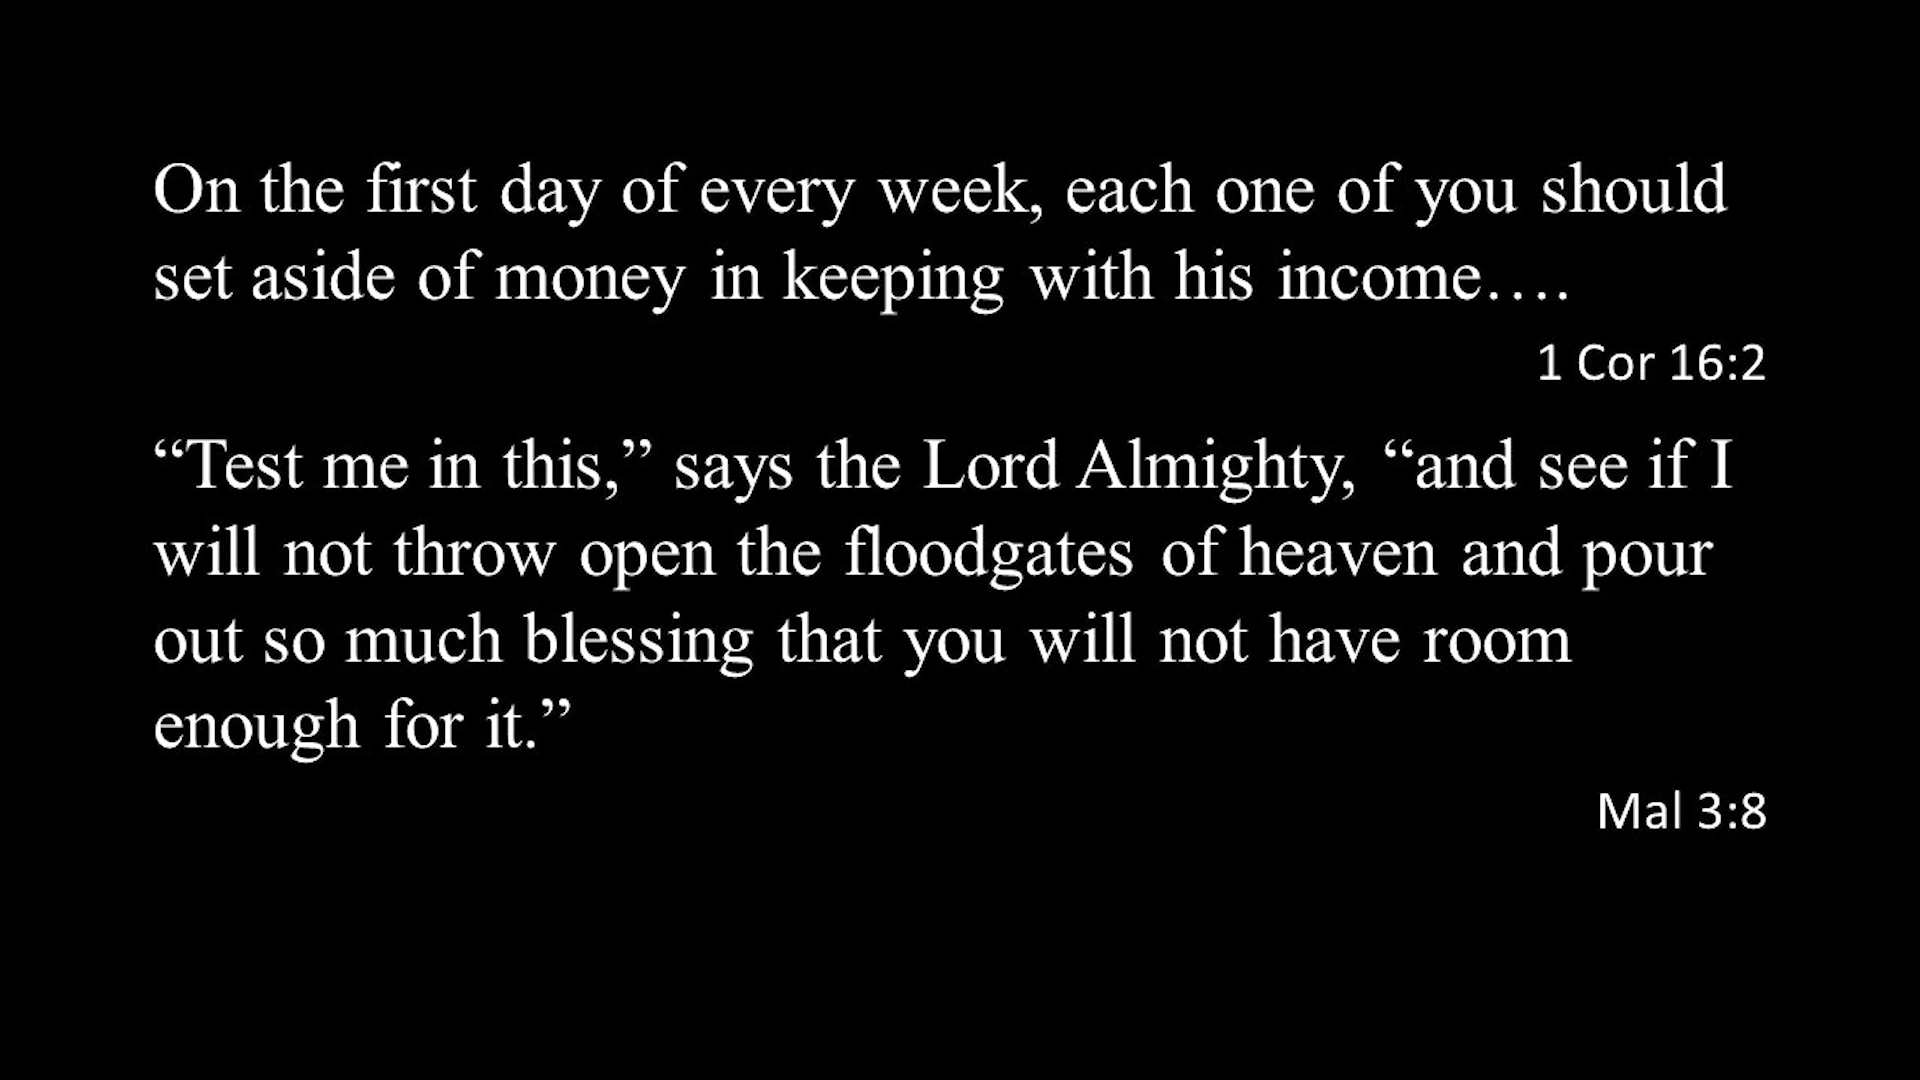 On the first day of every week, each one of you should
set aside of money in keeping with his income….
1 Cor 16:2
“Test me in this,” says the Lord Almighty, “and see if I
will not throw open the floodgates of heaven and pour
out so much blessing that you will not have room
enough for it.”
Mal 3:8